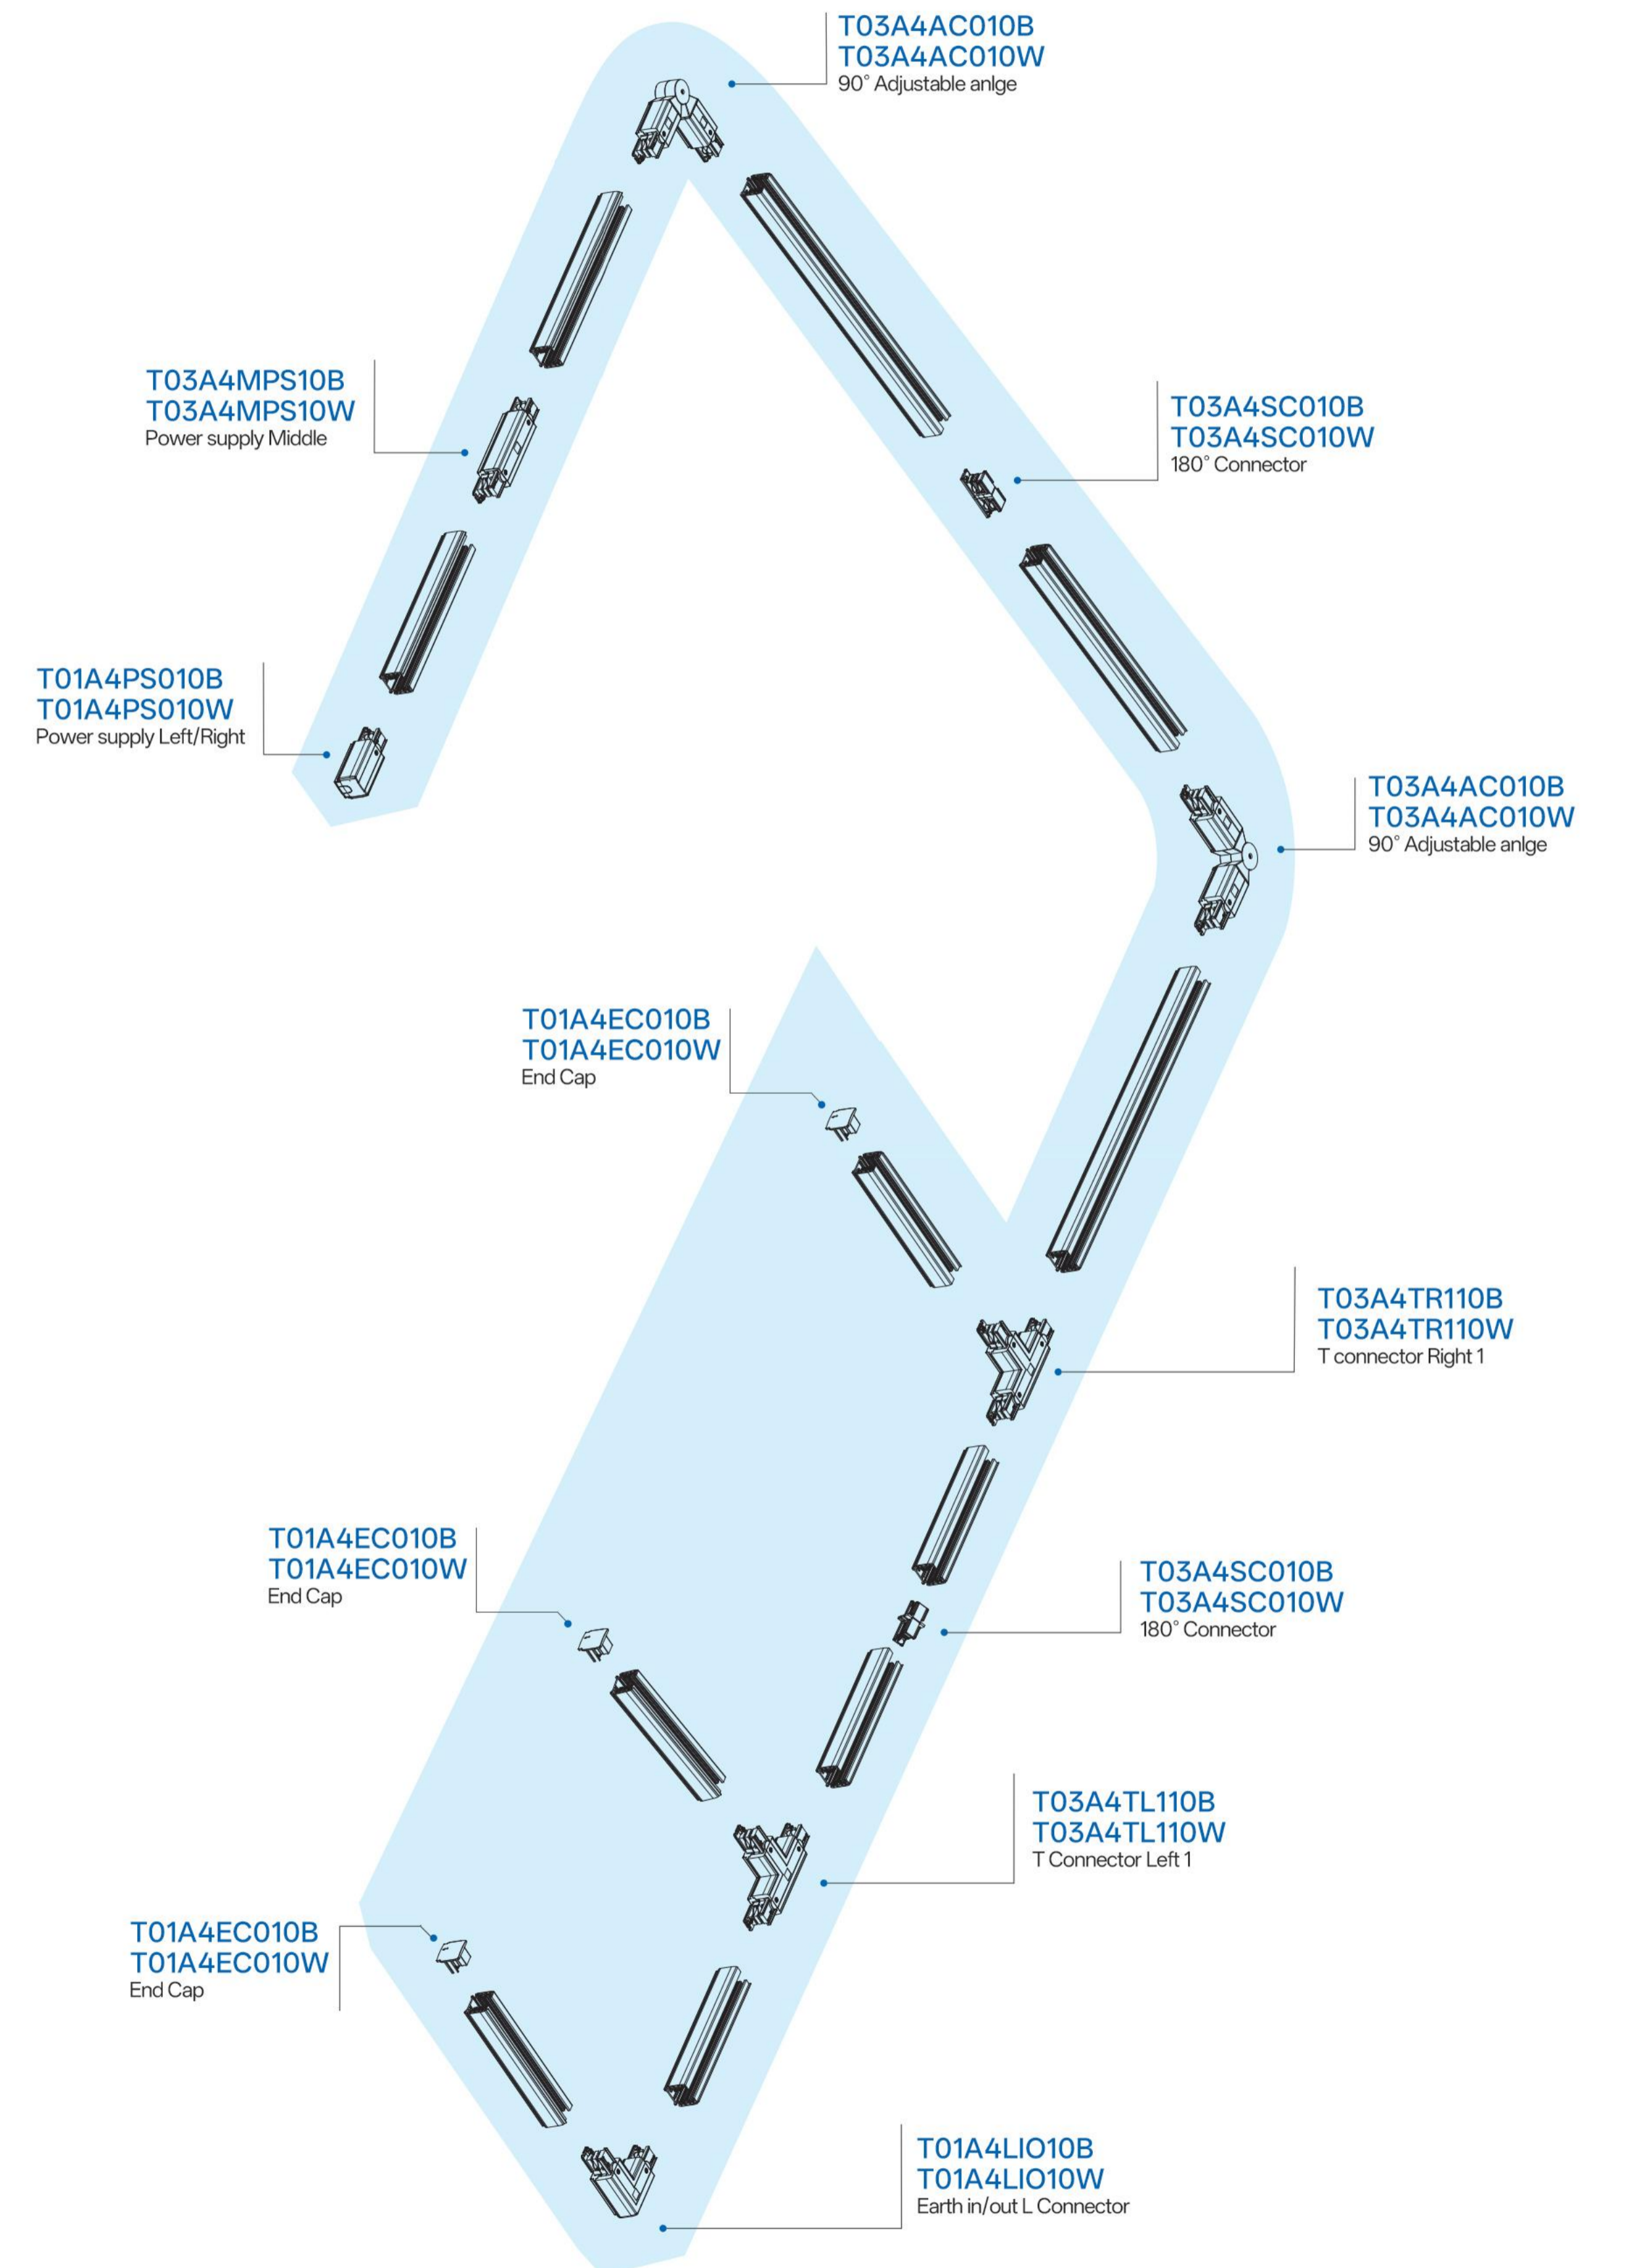 T03A4AC010B
T03A4AC010W
90° Adjustable anlge
T03A4MPS10B
T03A4MPS10W
Power supply Middle
T03A4SC010B
T03A4SC010W
180° Connector
T01A4PS010B
T01A4PS010W
Power supply Left/Right
T03A4AC010B
T03A4AC010W
90° Adjustable anlge
T01A4EC010B
T01A4EC010W
End Cap
T03A4TR110B
T03A4TR110W
T connector Right 1
T01A4EC010B
T01A4EC010W
End Cap
T03A4SC010B
T03A4SC010W
180° Connector
T03A4TL110B
T03A4TL110W
T Connector Left 1
T01A4EC010B
T01A4EC010W
End Cap
T01A4LIO10B
T01A4LIO10W
Earth in/out L Connector